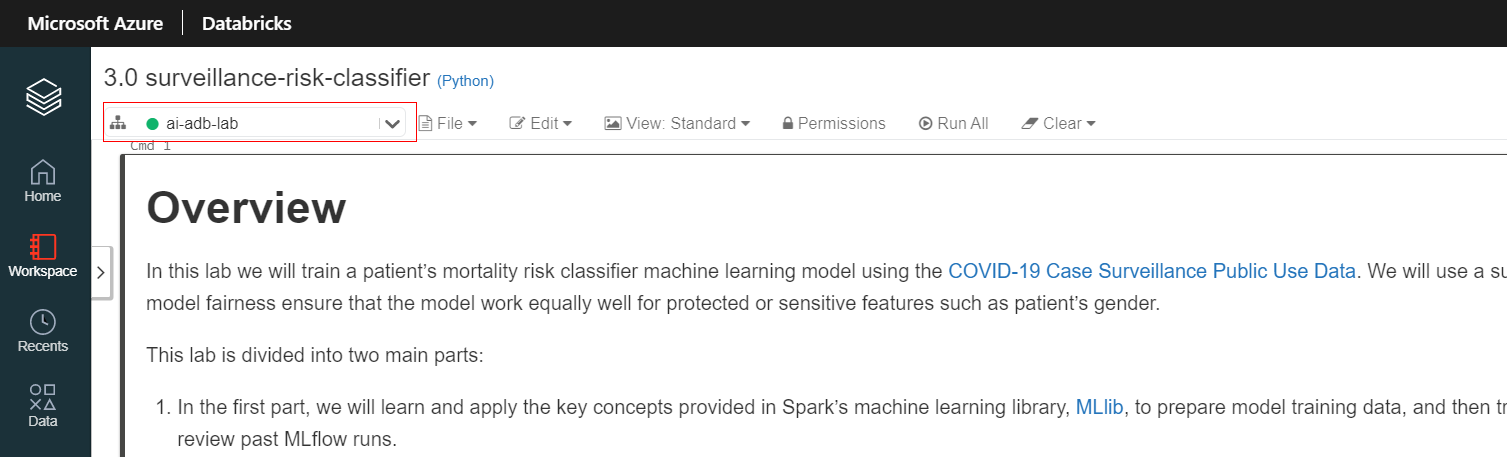 Microsoft Azure | Databricks
3.0 surveillance-risk-classifier (Python)
ai-adb-lab File Edit View: Standard Permissions Run All Clear
Cmd 1
Home
Workspace
Recents
Data
Overview
In this lab we will train a patient’s mortality risk classifier machine learning model using the COVID-19 Case Surveillance Public Use Data. We will use a su
model fairness ensure that the model work equally well for protected or sensitive features such as patient’s gender.
This lab is divided into two main parts:
1. In the first part, we will learn and apply the key concepts provided in Spark’s machine learning library, MLlib, to prepare model training data, and then tr
review past MLflow runs.